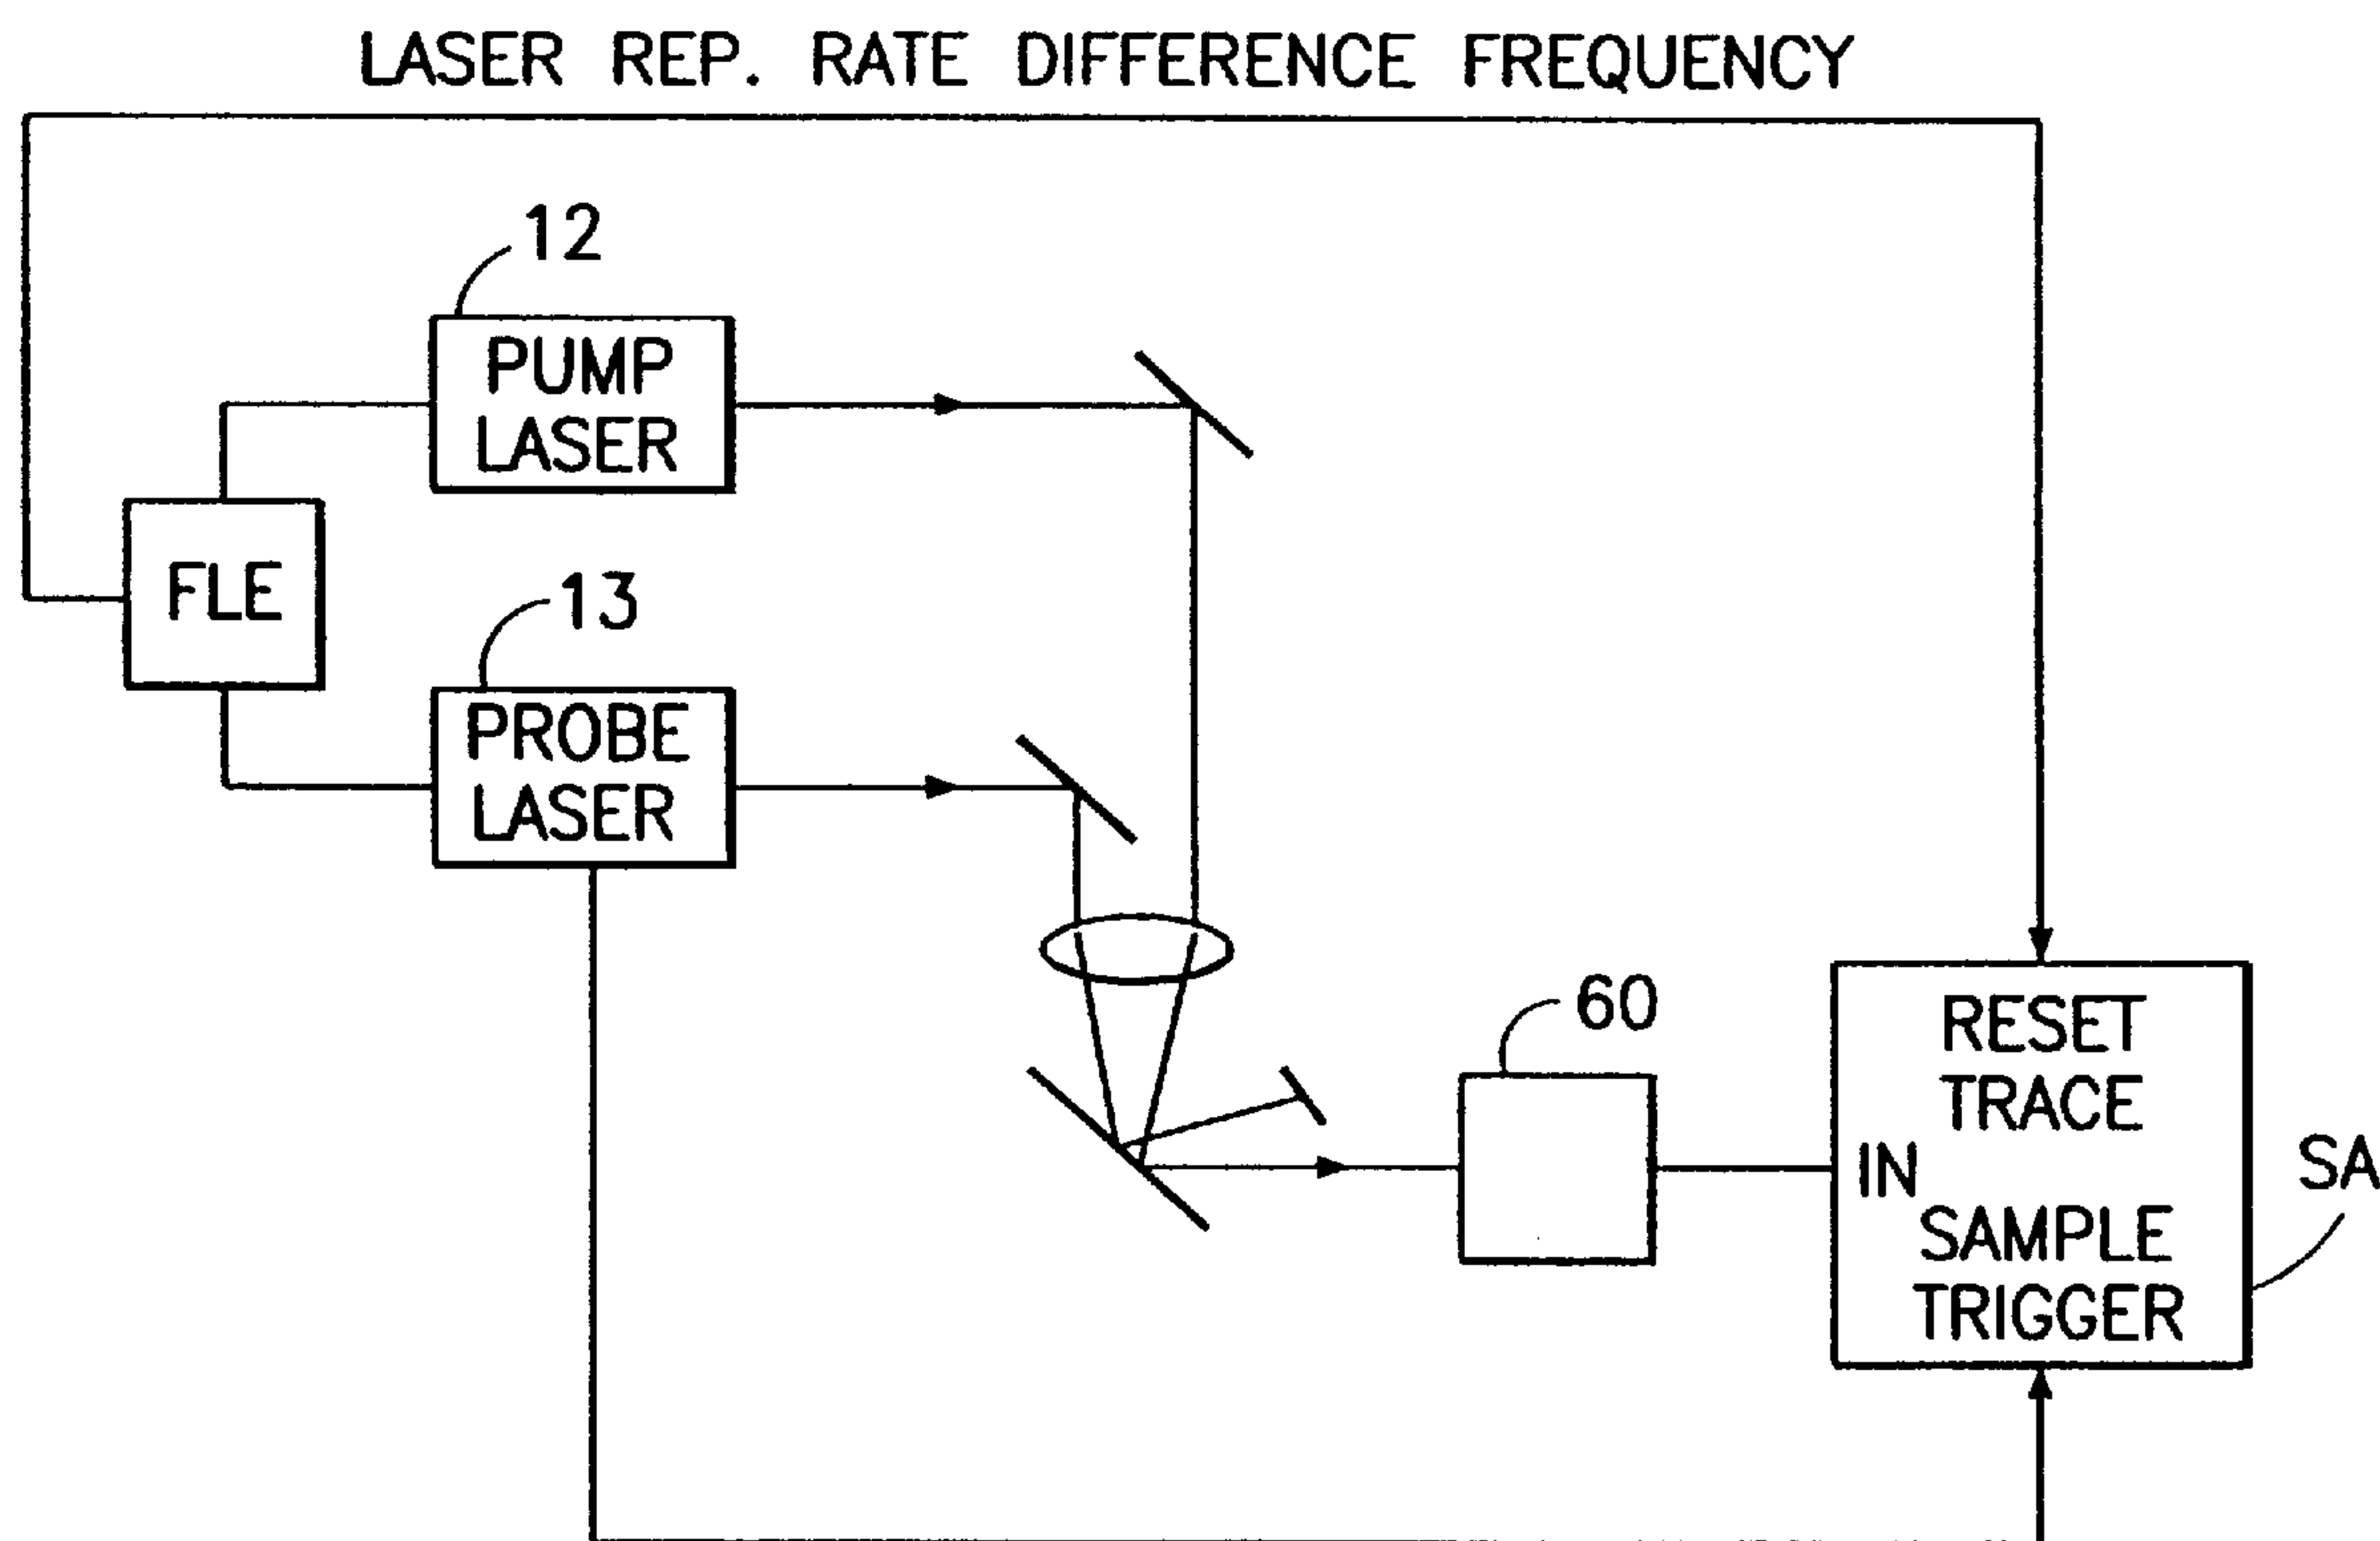 LASER REP. RATE DIFFERENCE FREQUENCY
12
PUMP
LASER
FLE
13
PROBE
LASER
60
RESET
TRACE
IN
SA
SAMPLE
TRIGGER